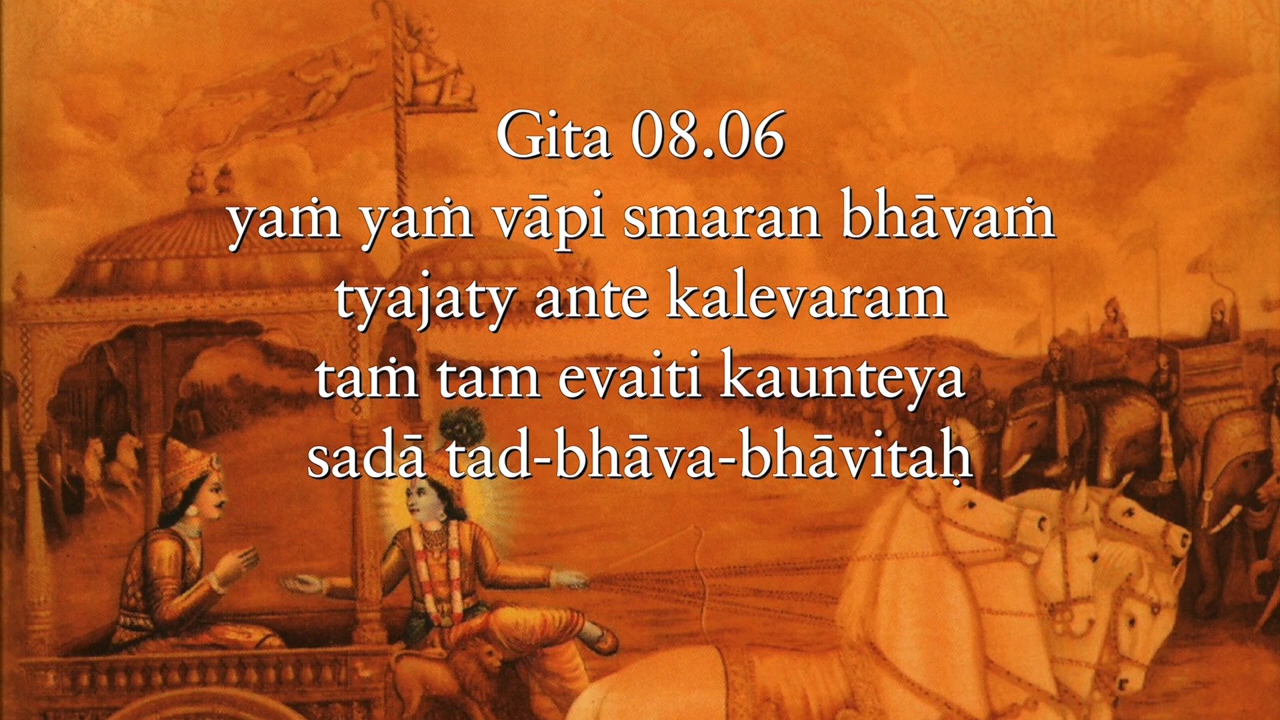 Gita 08.06
yaṁ yaṁ vāpi smaran bhāvaṁ
tyajaty ante kalevaram
taṁ tam evaiti kaunteya
sadā tad-bhāva-bhāvitaḥ